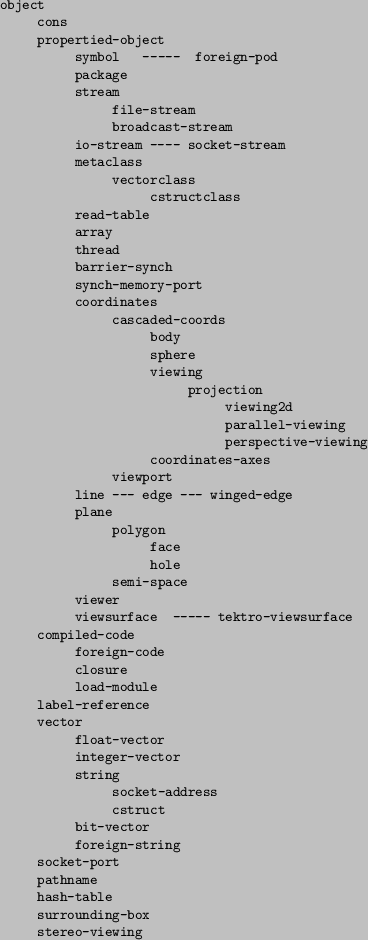 object
cons
propertied-object
symbol ----- foreign-pod
package
stream
file-stream
broadcast-stream
io-stream ---- socket-stream
metaclass
vectorclass
cstructclass
read-table
array
thread
barrier-synch
synch-memory-port
coordinates
cascaded-coords
body
sphere
viewing
projection
viewing2d
parallel-viewing
perspective-viewing
coordinates-axes
viewport
line --- edge --- winged-edge
plane
polygon
face
hole
semi-space
viewer
viewsurface ----- tektro-viewsurface
compiled-code
foreign-code
closure
load-module
label-reference
vector
float-vector
integer-vector
string
socket-address
cstruct
bit-vector
foreign-string
socket-port
pathname
hash-table
surrounding-box
stereo-viewing